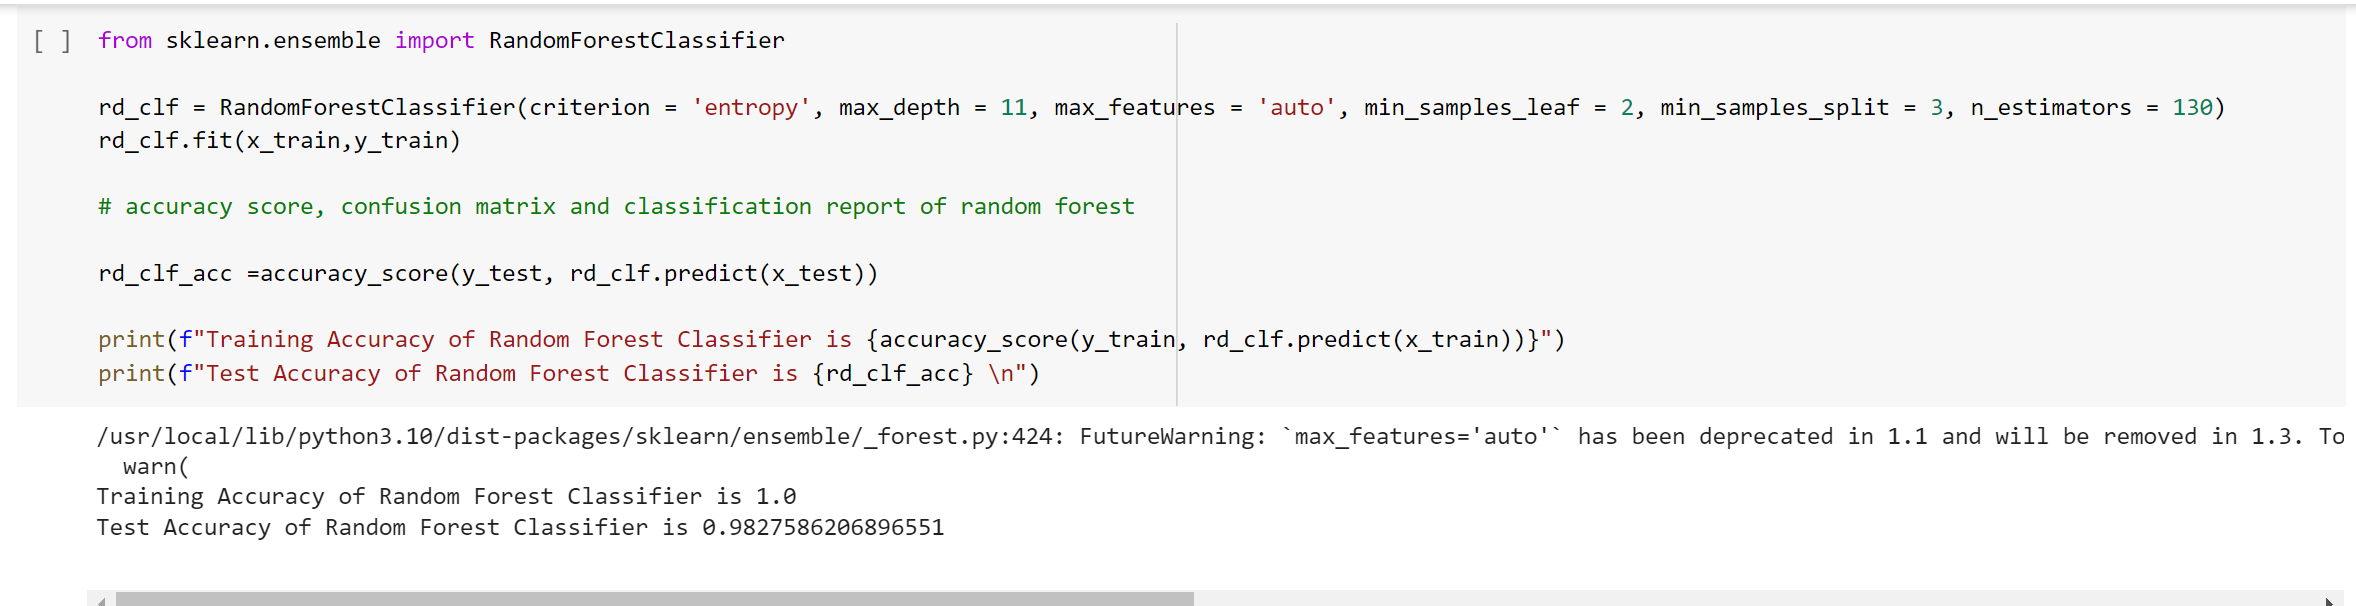 [ ] from sklearn.ensemble import RandomForestClassifier
rd_clf = RandomForestClassifier(criterion = 'entropy', max_depth = 11, max_features = 'auto', min_samples_leaf = 2, min_samples_split = 3, n_estimators = 130)
rd_clf.fit(x_train,y_train)
# accuracy score, confusion matrix and classification report of random forest
rd_clf_acc =accuracy_score(y_test, rd_clf.predict(x_test))
print(f"Training Accuracy of Random Forest Classifier is {accuracy_score(y_train, rd_clf.predict(x_train))}")
print(f"Test Accuracy of Random Forest Classifier is {rd_clf_acc} \n")
/usr/local/lib/python3.10/dist-packages/sklearn/ensemble/_forest.py:424: FutureWarning: `max_features='auto'` has been deprecated in 1.1 and will be removed in 1.3. To
warn(
Training Accuracy of Random Forest Classifier is 1.0
Test Accuracy of Random Forest Classifier is 0.9827586206896551